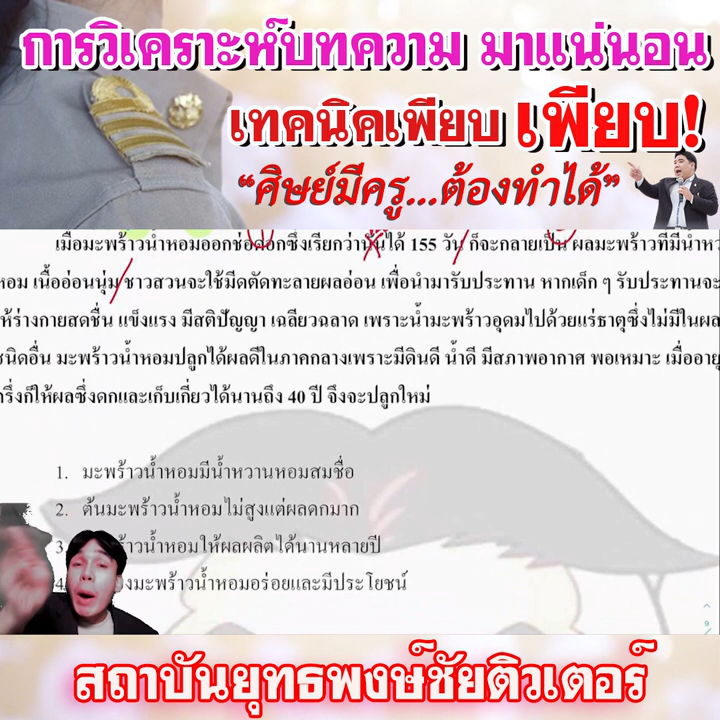 การวิเคราะห์บทความ มาแน่นอน
เทคนิคเพียบ เพียบ!
“ศิษย์มีครู...ต้องทำได้”
เมื่อมะพร้าวน้ำหอมออกช่อดอกซึ่งเรียกว่าจั่นได้ 155 วัน ก็จะกลายเป็น ผลมะพร้าวที่มีน้ำหว
หอม เนื้ออ่อนนุ่ม ชาวสวนจะใช้มีดตัดทะลายผลอ่อน เพื่อนำมารับประทาน หากเด็ก ๆ รับประทานจะ
ห้ร่างกายสดชื่น แข็งแรง มีสติปัญญา เฉลียวฉลาด เพราะน้ำมะพร้าวอุดมไปด้วยแร่ธาตุซึ่งไม่มีในผล
ชนิดอื่น มะพร้าวน้ำหอมปลูกได้ผลดีในภาคกลางเพราะมีดินดี น้ำดี มีสภาพอากาศ พอเหมาะ เมื่ออายุ
ครึ่งก็ให้ผลซึ่งดกและเก็บเกี่ยวได้นานถึง 40 ปี จึงจะปลูกใหม่
1. มะพร้าวน้ำหอมมีน้ำหวานหอมสมชื่อ
2. ต้นมะพร้าวน้ำหอมไม่สูงแต่ผลดกมาก
3. ร้าวน้ำหอมให้ผลผลิตได้นานหลายปี
4. งมะพร้าวน้ำหอมอร่อยและมีประโยชน์
สถาบันยุทธพงษ์ชัยติวเตอร์